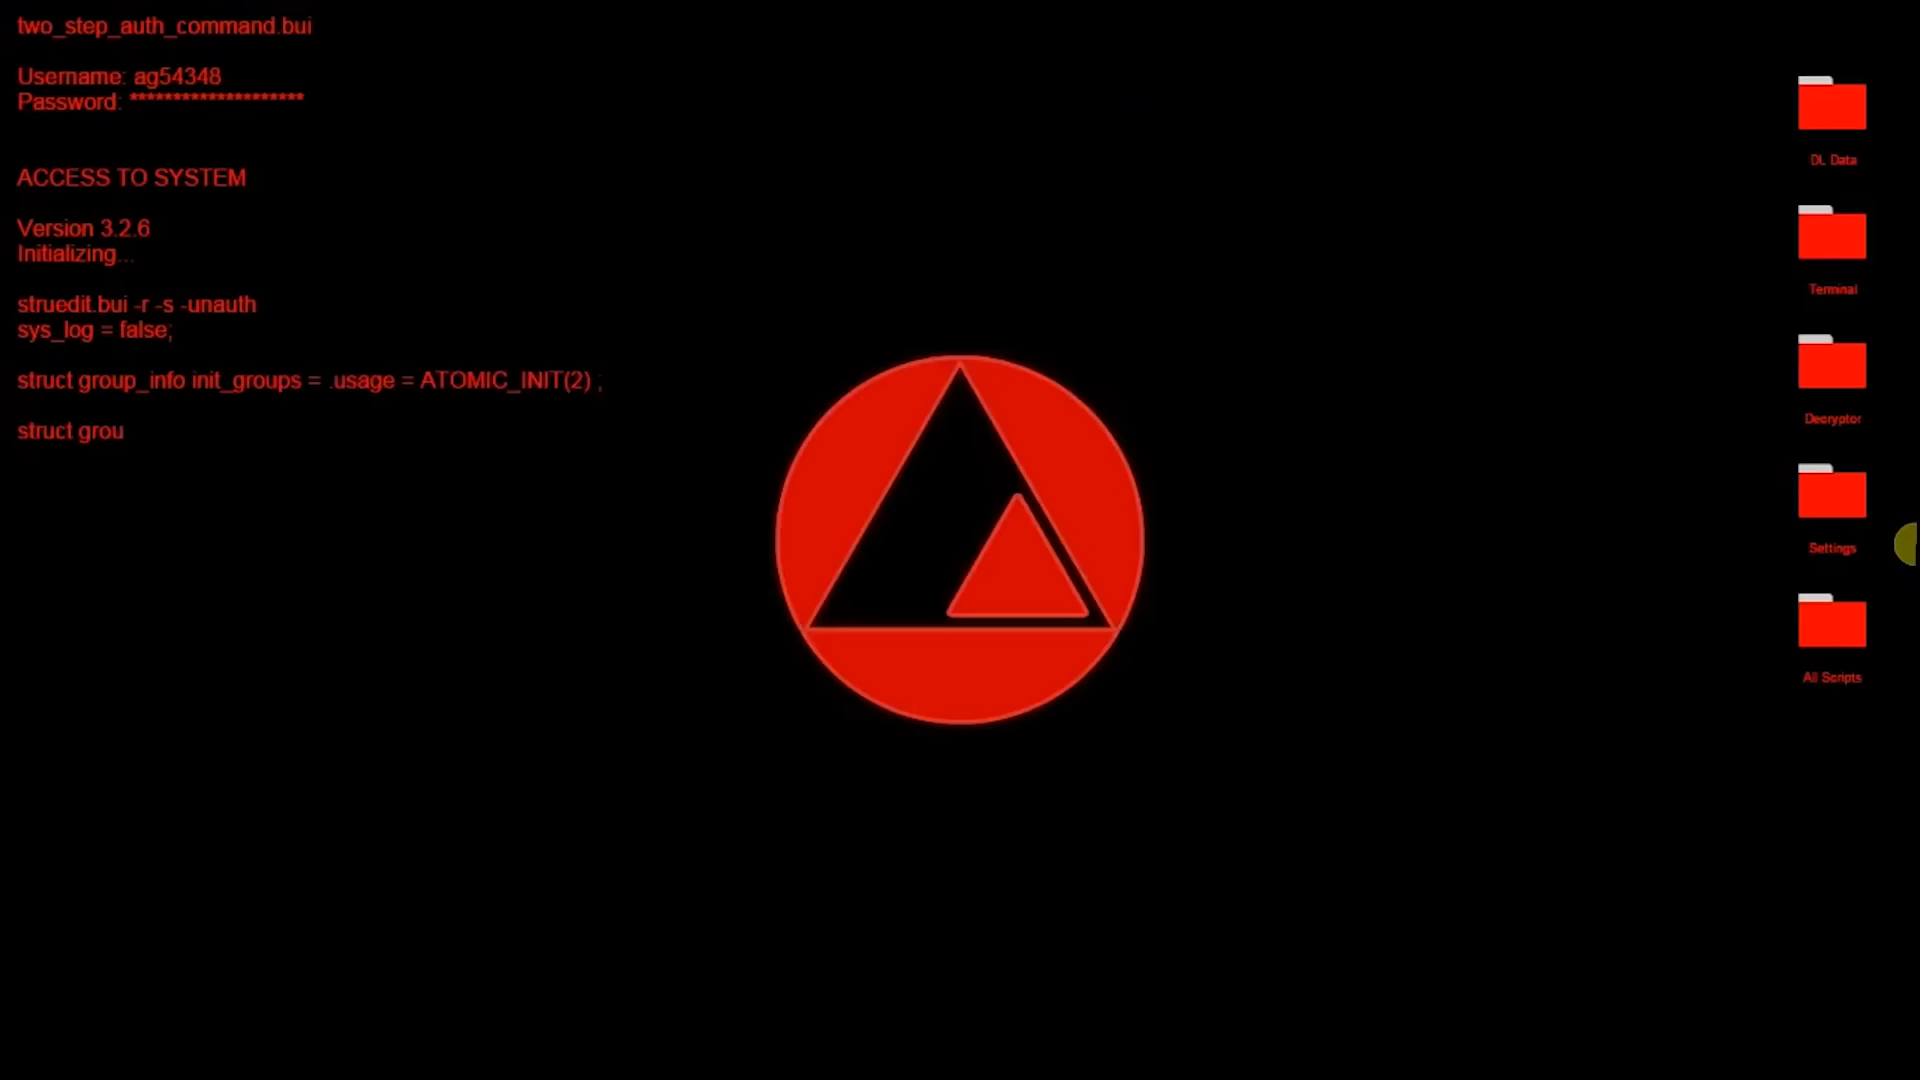 two_step_auth_command.bui
Username: ag54348
Password: ********************
ACCESS TO SYSTEM
Version 3.2.6
Initializing...
struedit.bui -r -s -unauth
sys_log = false;
struct group_info init_groups = .usage = ATOMIC_INIT(2) ;
struct grou
DL Data
Terminal
Decryptor
Settings
All Scripts